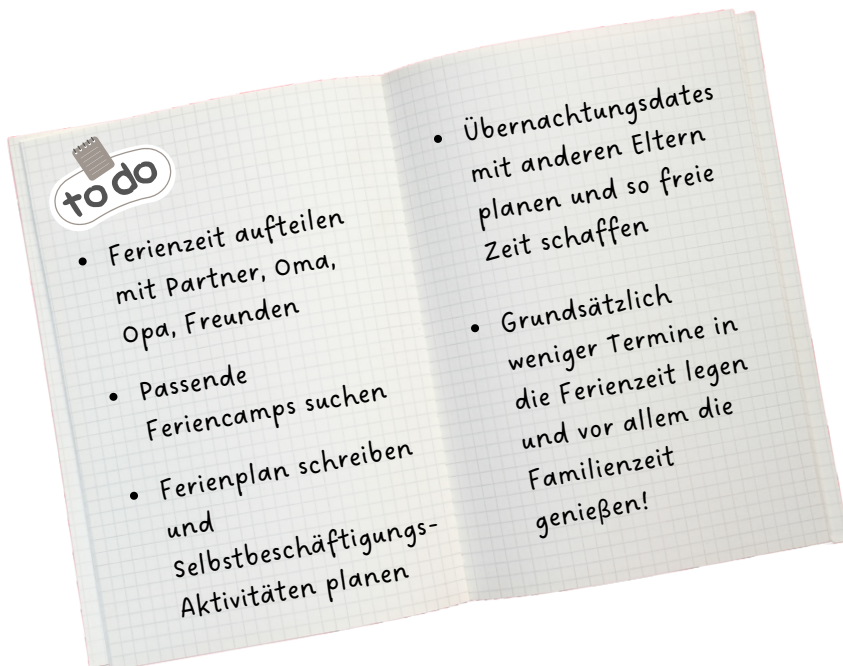 to do
• Ferienzeit aufteilen
mit Partner, Oma,
Opa, Freunden
• Passende
Feriencamps suchen
• Ferienplan schreiben
und
Selbstbeschäftigungs-
Aktivitäten planen
• Übernachtungsdates
mit anderen Eltern
planen und so freie
Zeit schaffen
• Grundsätzlich
weniger Termine in
die Ferienzeit legen
und vor allem die
Familienzeit
genießen!